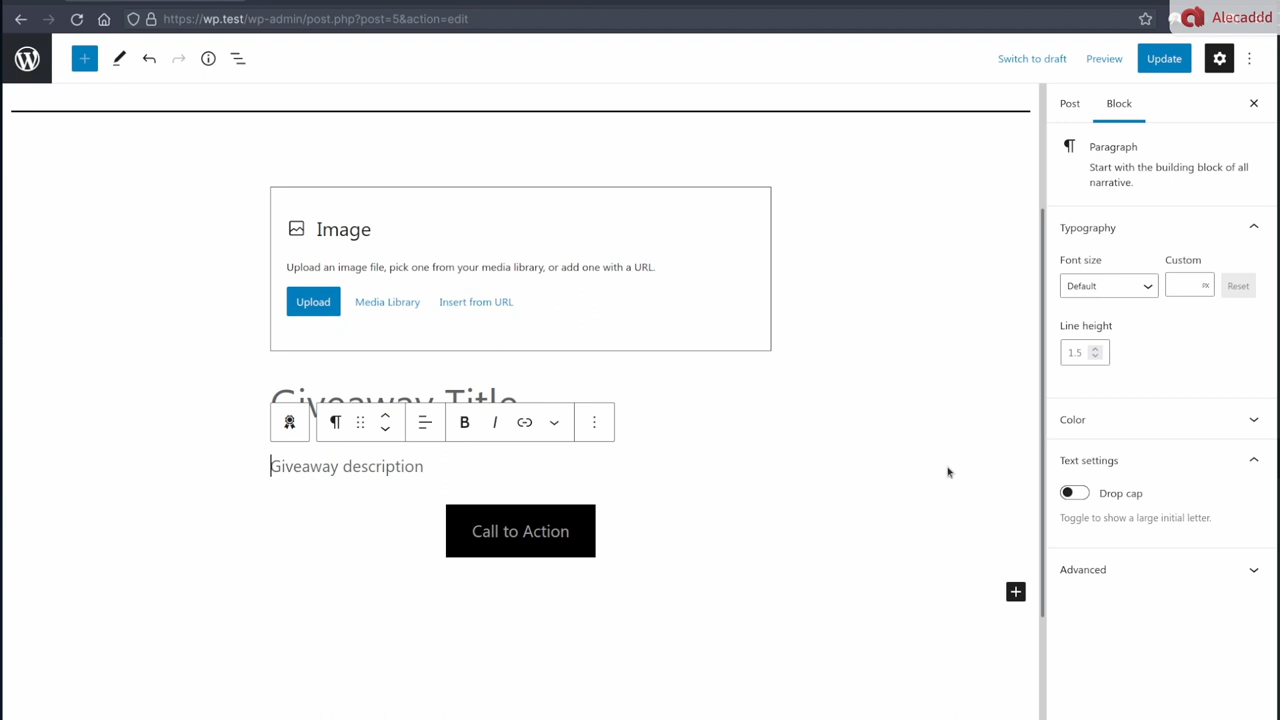 https://wp.test/wp-admin/post.php?post=5&action=edit
Alecaddd
Switch to draft
Preview
Update
Post
Block
Paragraph
Start with the building block of all
narrative.
Image
Upload an image file, pick one from your media library, or add one with a URL.
Upload
Media Library
Insert from URL
Typography
Font size
Custom
Default
PX
Reset
Line height
1.5
Giveaway Title
B
I
Giveaway description
Call to Action
Color
Text settings
Drop cap
Toggle to show a large initial letter.
Advanced